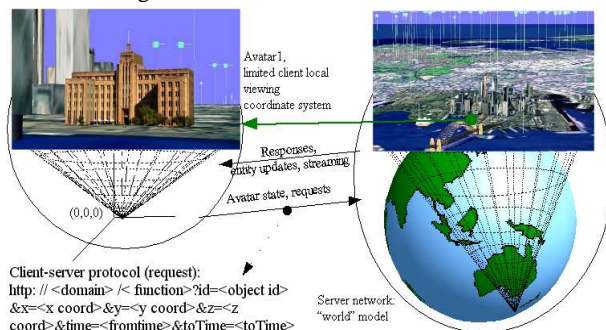 Avatar1,
limited client local
viewing
coordinate system
Responses,
entity updates, streaming
Avatar state, requests
(0,0,0)
Client-server protocol (request):
http: // <domain> /< function>?id=<object id>
&x=<x coord>&y=<y coord>&z=<z
coord>&time=<fromtime>&toTime=<toTime>
Server network:
“world” model